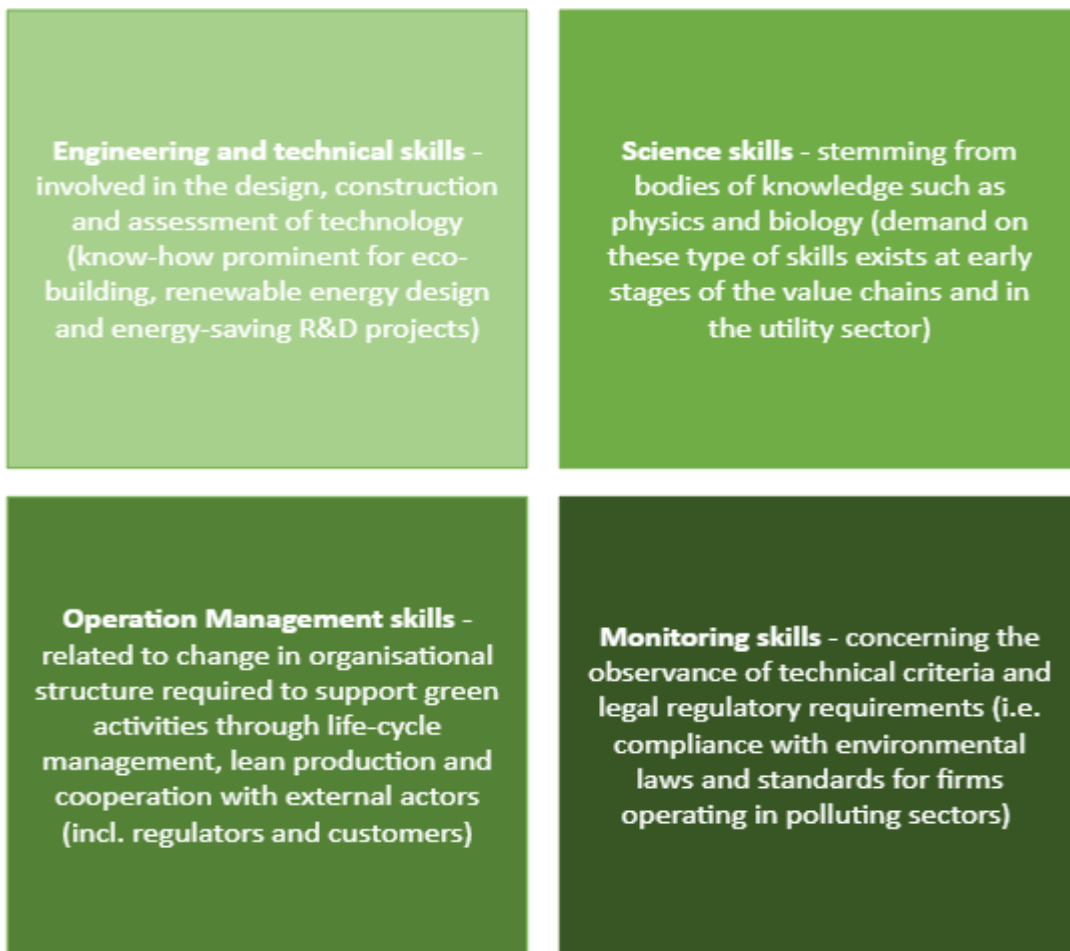 Engineering and technical skills -
involved in the design, construction
and assessment of technology
(know-how prominent for eco-
building, renewable energy design
and energy-saving R&D projects)
Science skills - stemming from
bodies of knowledge such as
physics and biology (demand on
these type of skills exists at early
stages of the value chains and in
the utility sector)
Operation Management skills -
related to change in organisational
structure required to support green
activities through life-cycle
management, lean production and
cooperation with external actors
(incl. regulators and customers)
Monitoring skills - concerning the
observance of technical criteria and
legal regulatory requirements (i.e.
compliance with environmental
laws and standards for firms
operating in polluting sectors)